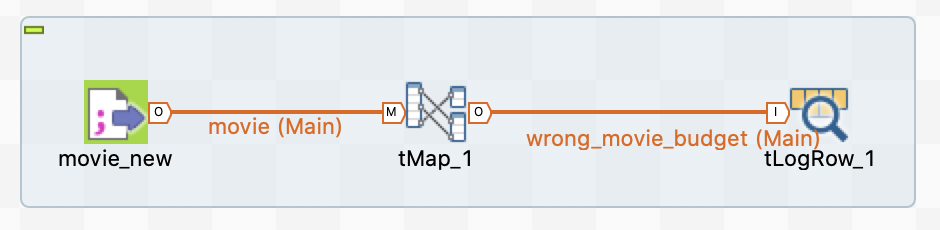 O
M
O
I
movie (Main)
wrong_movie_budget (Main)
movie_new
tMap_1
tLogRow_1